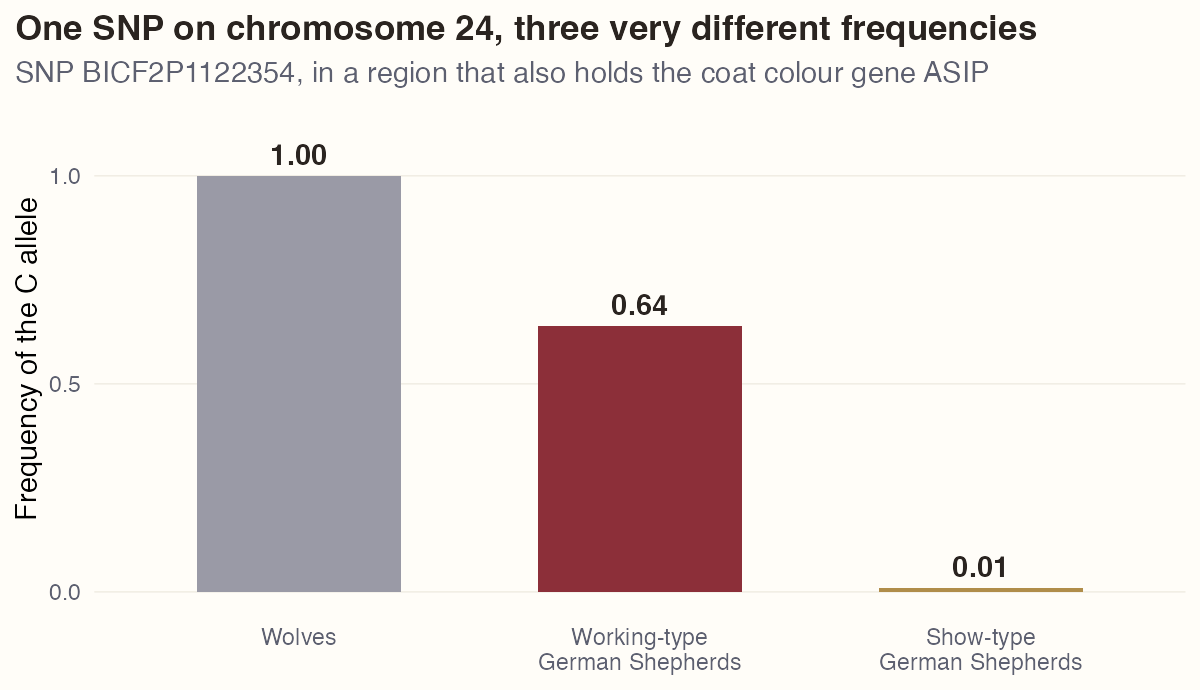 One SNP on chromosome 24, three very different frequencies
SNP BICF2P1122354, in a region that also holds the coat colour gene ASIP
Frequency of the C allele
1.0
0.5
0.0
1.00
0.64
0.01
Wolves
Working-type
German Shepherds
Show-type
German Shepherds